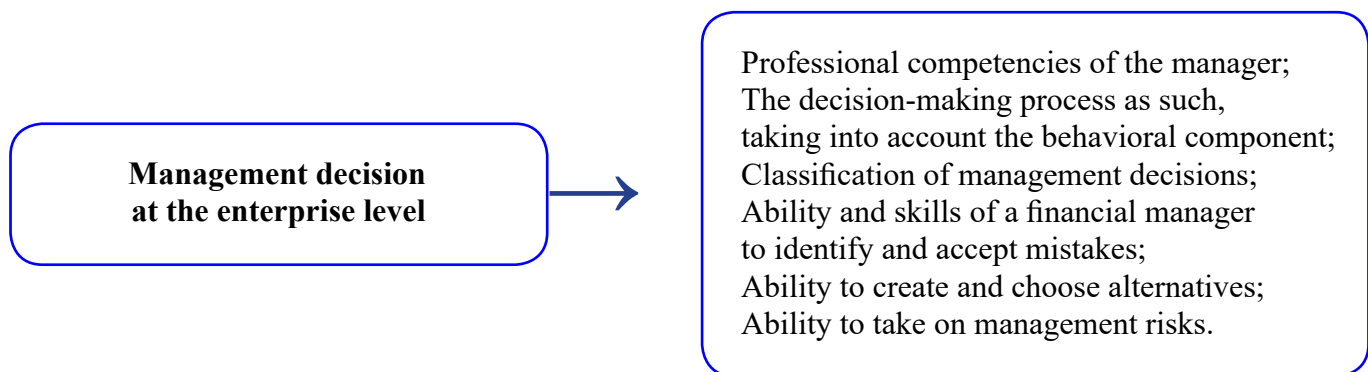 Management decision
at the enterprise level
Professional competencies of the manager;
The decision-making process as such,
taking into account the behavioral component;
Classification of management decisions;
Ability and skills of a financial manager
to identify and accept mistakes;
Ability to create and choose alternatives;
Ability to take on management risks.